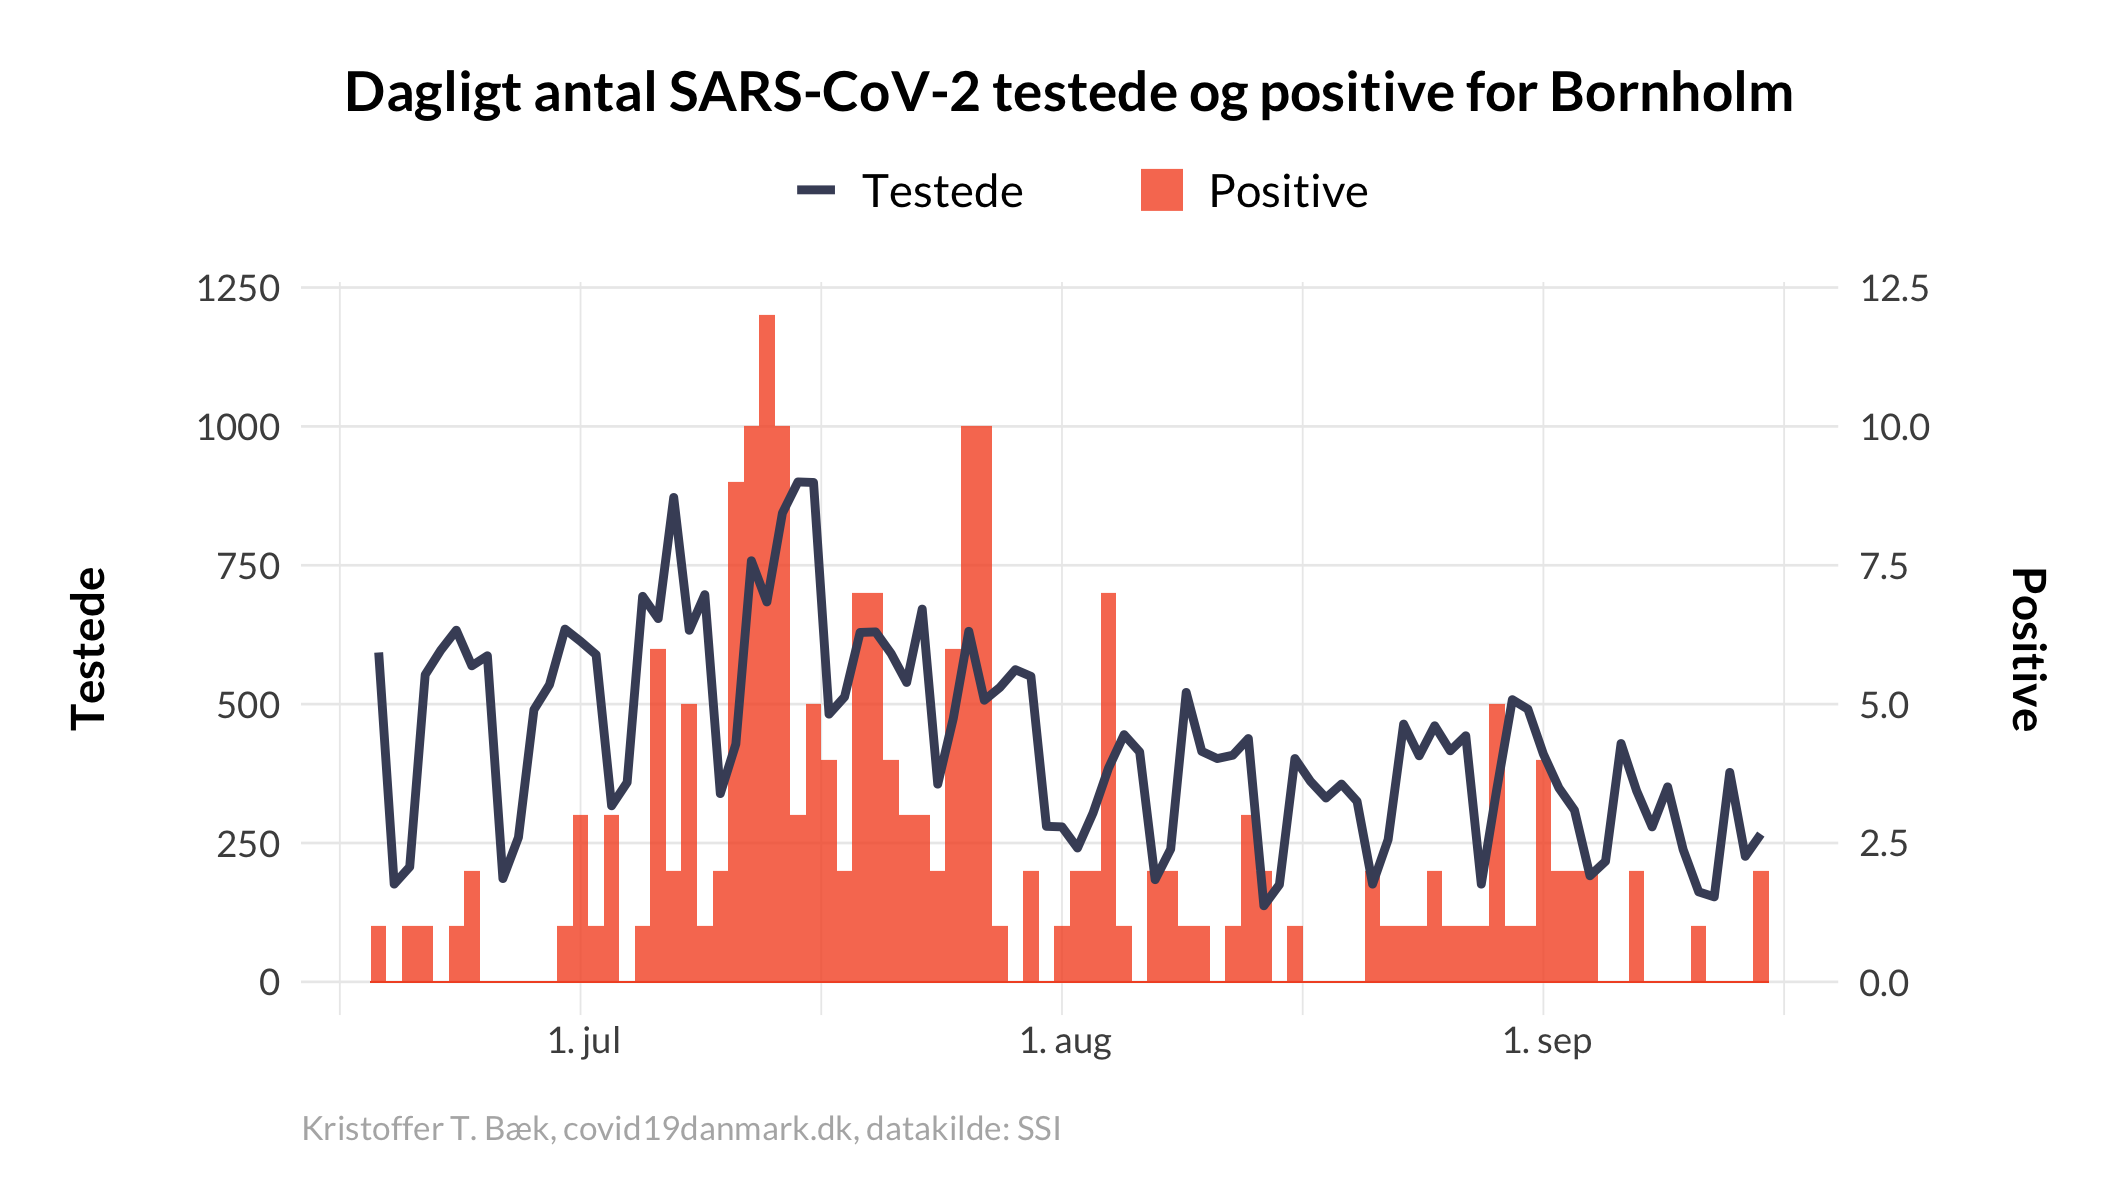 Dagligt antal SARS-CoV-2 testede og positive for Bornholm
Testede
Positive
1250
1000
750
500
250
0
12.5
10.0
7.5
5.0
2.5
0.0
Testede
Positive
1. jul
1. aug
1. sep
Kristoffer T. Bæk, covid19danmark.dk, datakilde: SSI